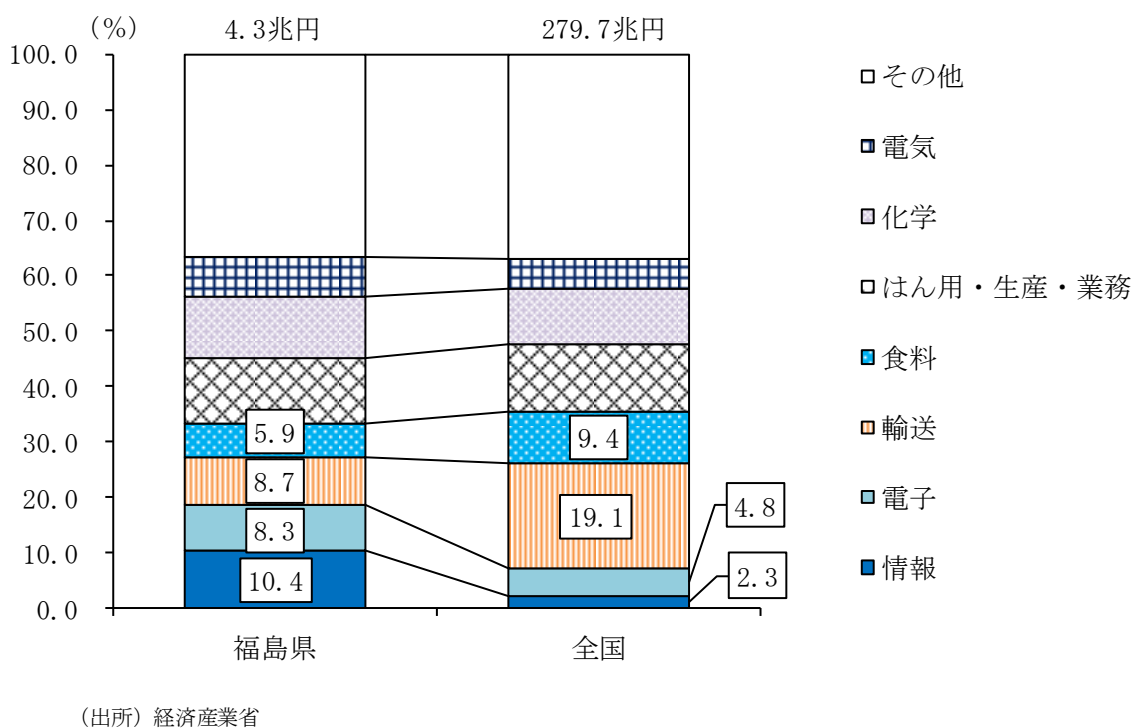 (%)
4.3兆円
279.7兆円
100.0
90.0
80.0
70.0
60.0
50.0
40.0
30.0
20.0
10.0
0.0
5.9
8.7
8.3
10.4
9.4
19.1
4.8
2.3
福島県
全国
その他
電気
化学
はん用・生産・業務
食料
輸送
電子
情報
(出所) 経済産業省